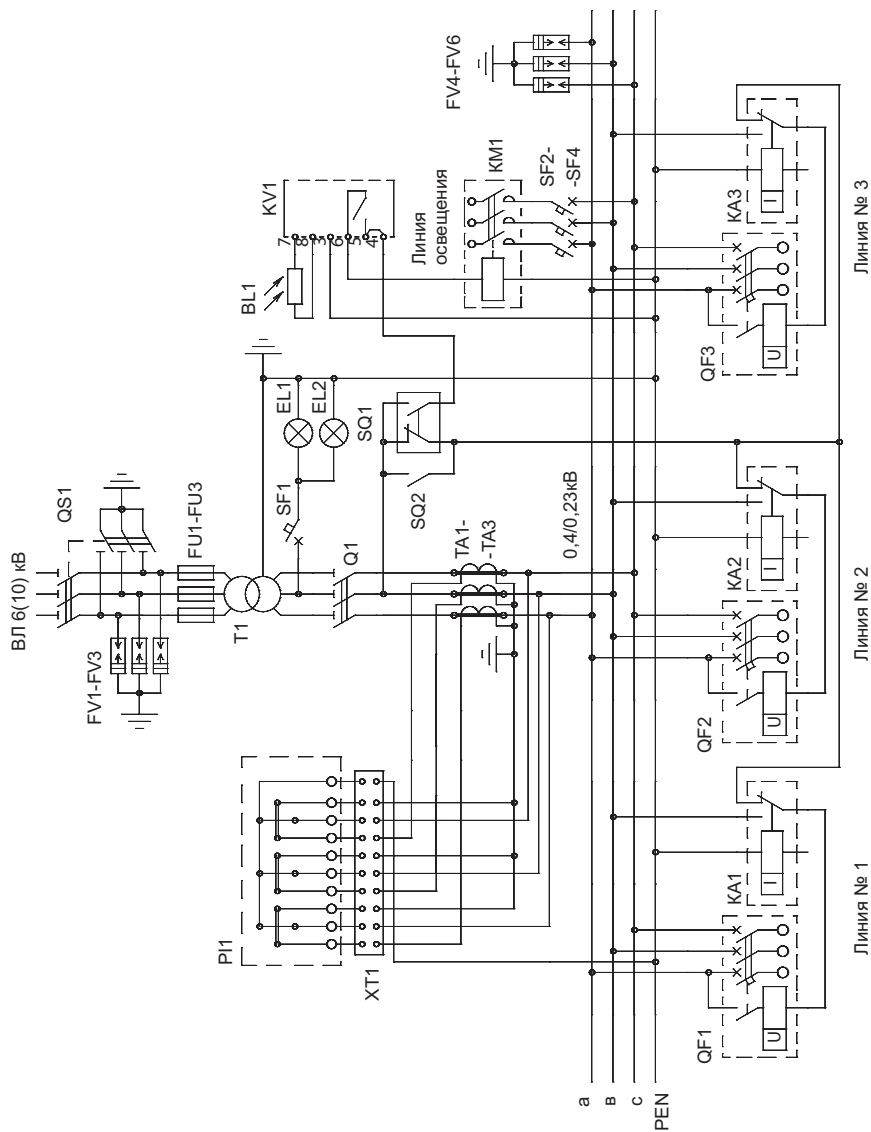 ВЛ 6(10) кВ
QS1
FV1-FV3
FU1-FU3
T1
SF1
EL1
EL2
Q1
SQ1
SQ2
TA1-
-TA3
0,4/0,23кВ
BL1
KV1
7
8
3
6
5
4
Линия
освещения
KM1
SF2-
-SF4
FV4-FV6
PI1
XT1
a
в
c
PEN
QF1
U
KA1
I
Линия № 1
QF2
U
KA2
I
Линия № 2
QF3
U
KA3
I
Линия № 3